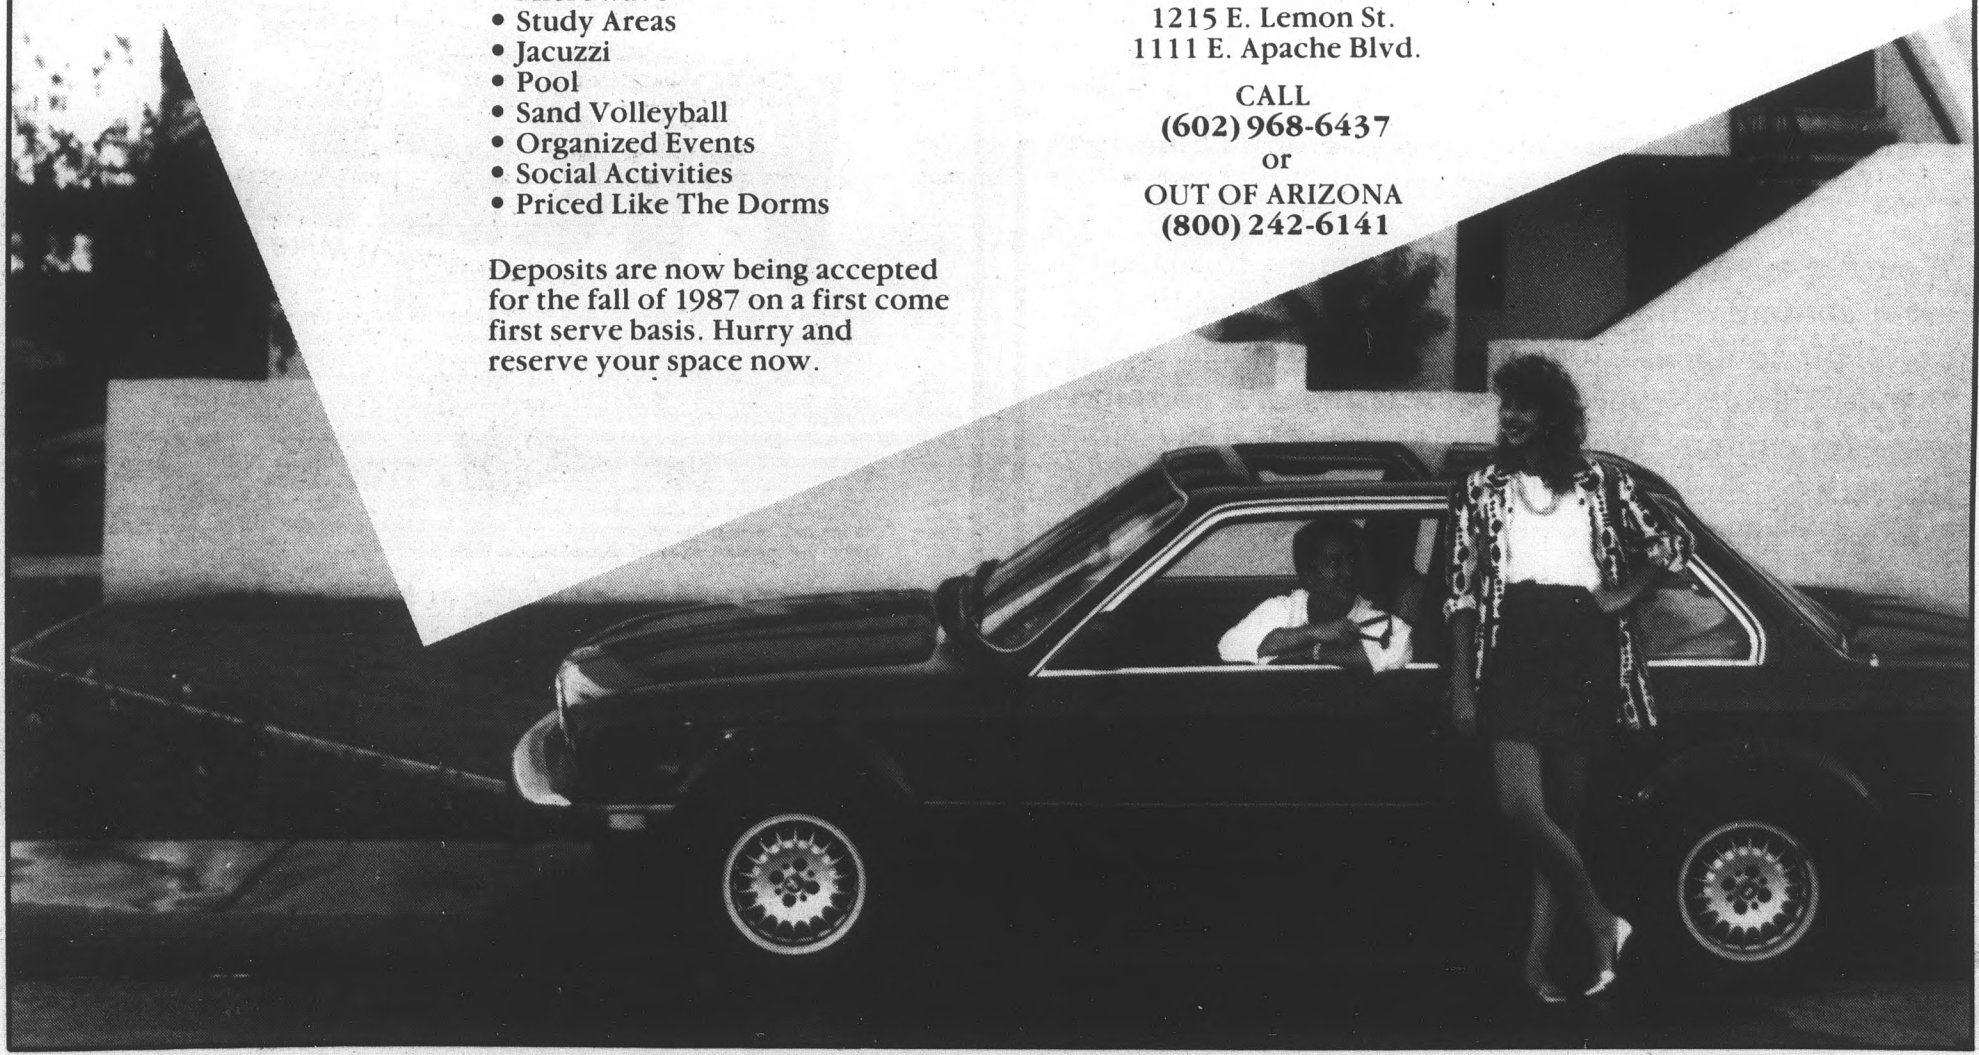 • Study Areas
• Jacuzzi
• Pool
• Sand Volleyball
• Organized Events
• Social Activities
• Priced Like The Dorms
Deposits are now being accepted
for the fall of 1987 on a first come
first serve basis. Hurry and
reserve your space now.
1215 E. Lemon St.
1111 E. Apache Blvd.
CALL
(602) 968-6437
or
OUT OF ARIZONA
(800) 242-6141